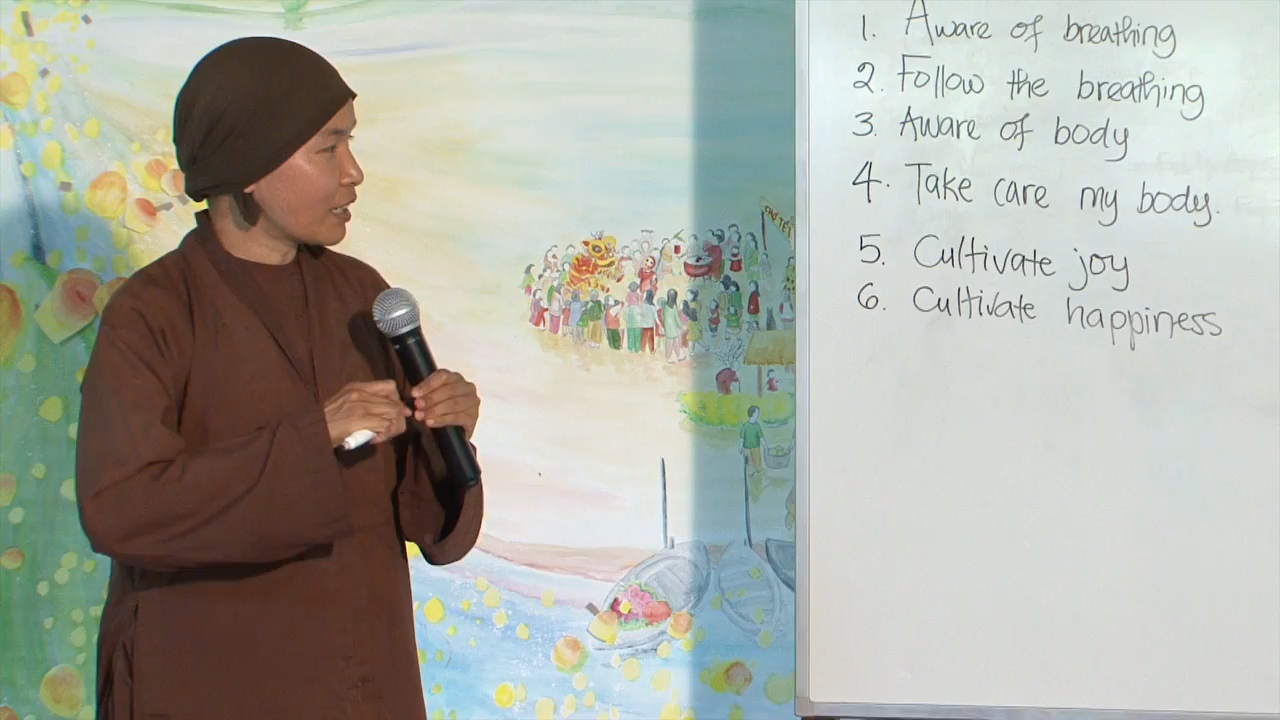 1. Aware of breathing
2. Follow the breathing
3. Aware of body
4. Take care my body.
5. Cultivate joy
6. Cultivate happiness